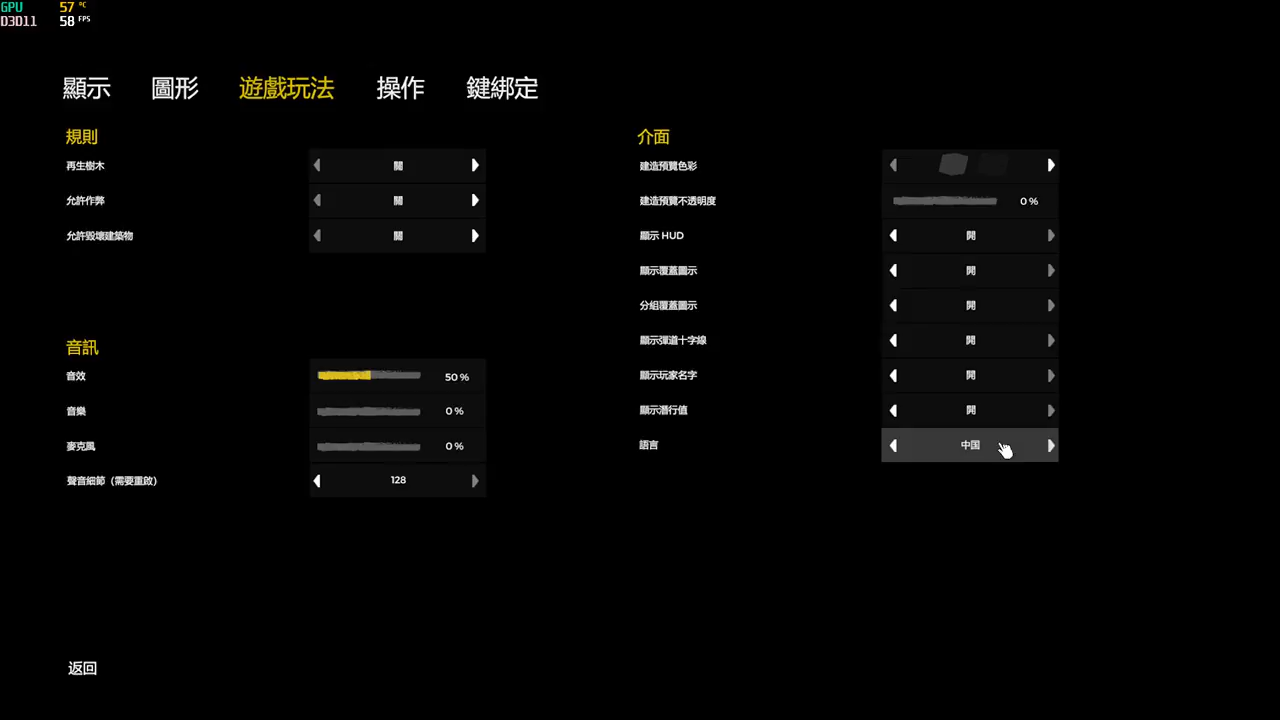 GPU 57 °C
D3D11 58 FPS
顯示 圖形 遊戲玩法 操作 鍵綁定
規則
再生樹木 關
允許作弊 關
允許毀壞建築物 關
音訊
音效 50 %
音樂 0 %
麥克風 0 %
聲音細節（需要重啟） 128
介面
建造預覽色彩
建造預覽不透明度 0 %
顯示 HUD 開
顯示覆蓋圖示 開
分組覆蓋圖示 開
顯示彈道十字線 開
顯示玩家名字 開
顯示潛行值 開
語言 中国
返回